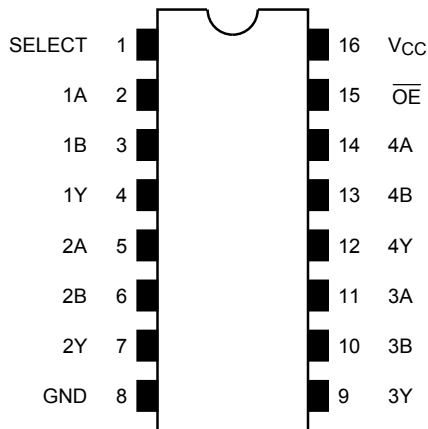 SELECT 1 16 VCC
1A 2 15 OE
1B 3 14 4A
1Y 4 13 4B
2A 5 12 4Y
2B 6 11 3A
2Y 7 10 3B
GND 8 9 3Y